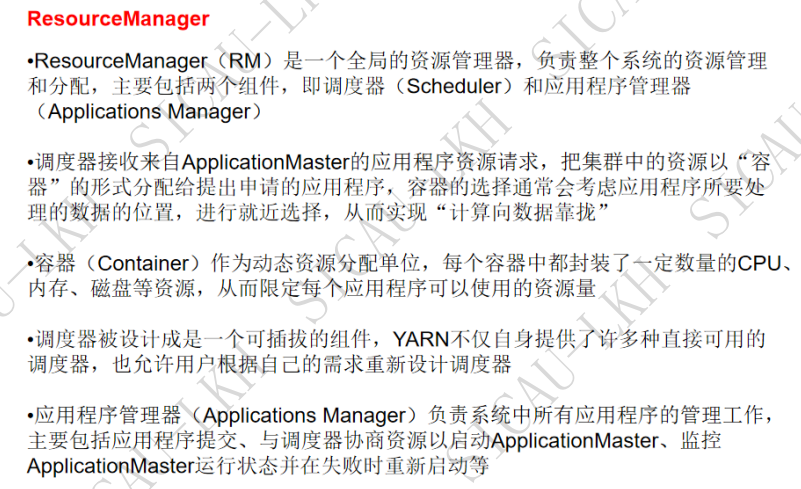 ResourceManager
•ResourceManager（RM）是一个全局的资源管理器，负责整个系统的资源管理
和分配，主要包括两个组件，即调度器（Scheduler）和应用程序管理器
（Applications Manager）
•调度器接收来自ApplicationMaster的应用程序资源请求，把集群中的资源以“容
器”的形式分配给提出申请的应用程序，容器的选择通常会考虑应用程序所要处
理的数据的位置，进行就近选择，从而实现“计算向数据靠拢”
•容器（Container）作为动态资源分配单位，每个容器中都封装了一定数量的CPU、
内存、磁盘等资源，从而限定每个应用程序可以使用的资源量
•调度器被设计成是一个可插拔的组件，YARN不仅自身提供了许多种直接可用的
调度器，也允许用户根据自己的需求重新设计调度器
•应用程序管理器（Applications Manager）负责系统中所有应用程序的管理工作，
主要包括应用程序提交、与调度器协商资源以启动ApplicationMaster、监控
ApplicationMaster运行状态并在失败时重新启动等
SICAU-LKH